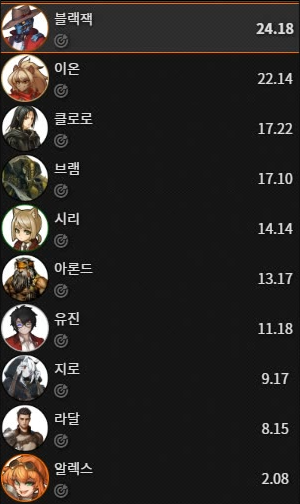 블랙잭
24.18
이온
22.14
클로로
17.22
브램
17.10
시리
14.14
아론드
13.17
유진
11.18
지로
9.17
라달
8.15
알렉스
2.08